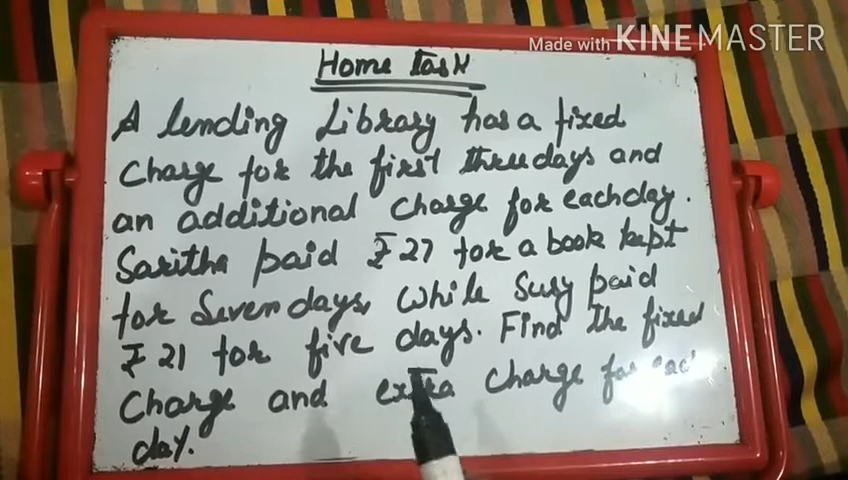 Made with KINEMASTER
Home task
A lending Library has a fixed
Charge for the first three days and
an additional charge for each day.
Saritha paid ₹ 27 for a book kept
for Seven days, while Susy paid
₹ 21 for five days. Find the fixed
Charge and extra charge for each
day.